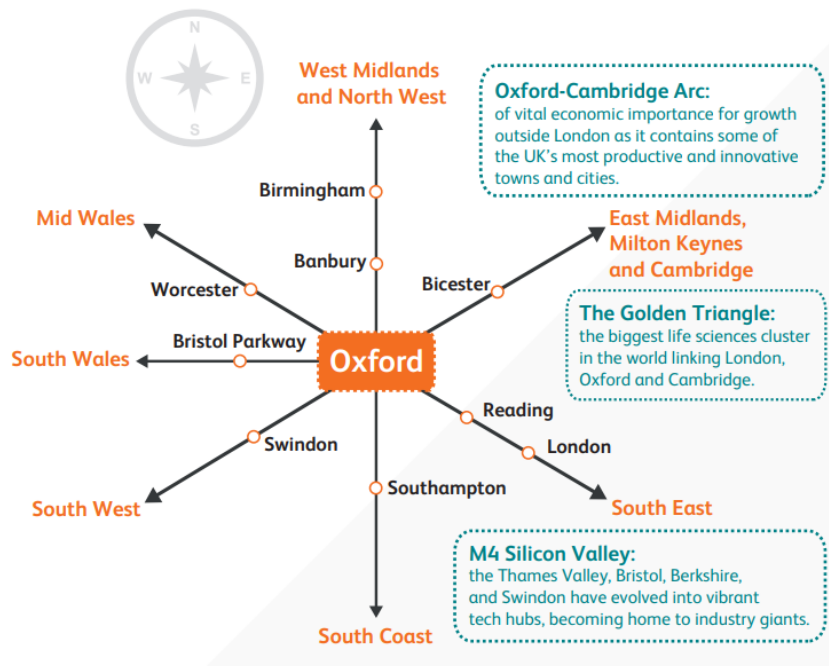 N
W
E
S
West Midlands
and North West
Oxford-Cambridge Arc:
of vital economic importance for growth
outside London as it contains some of
the UK's most productive and innovative
towns and cities.
Birmingham
Mid Wales
East Midlands,
Milton Keynes
and Cambridge
Banbury
Bicester
Worcester
The Golden Triangle:
the biggest life sciences cluster
in the world linking London,
Oxford and Cambridge.
Bristol Parkway
South Wales
Oxford
Reading
Swindon
London
Southampton
South West
South East
M4 Silicon Valley:
the Thames Valley, Bristol, Berkshire,
and Swindon have evolved into vibrant
tech hubs, becoming home to industry giants.
South Coast